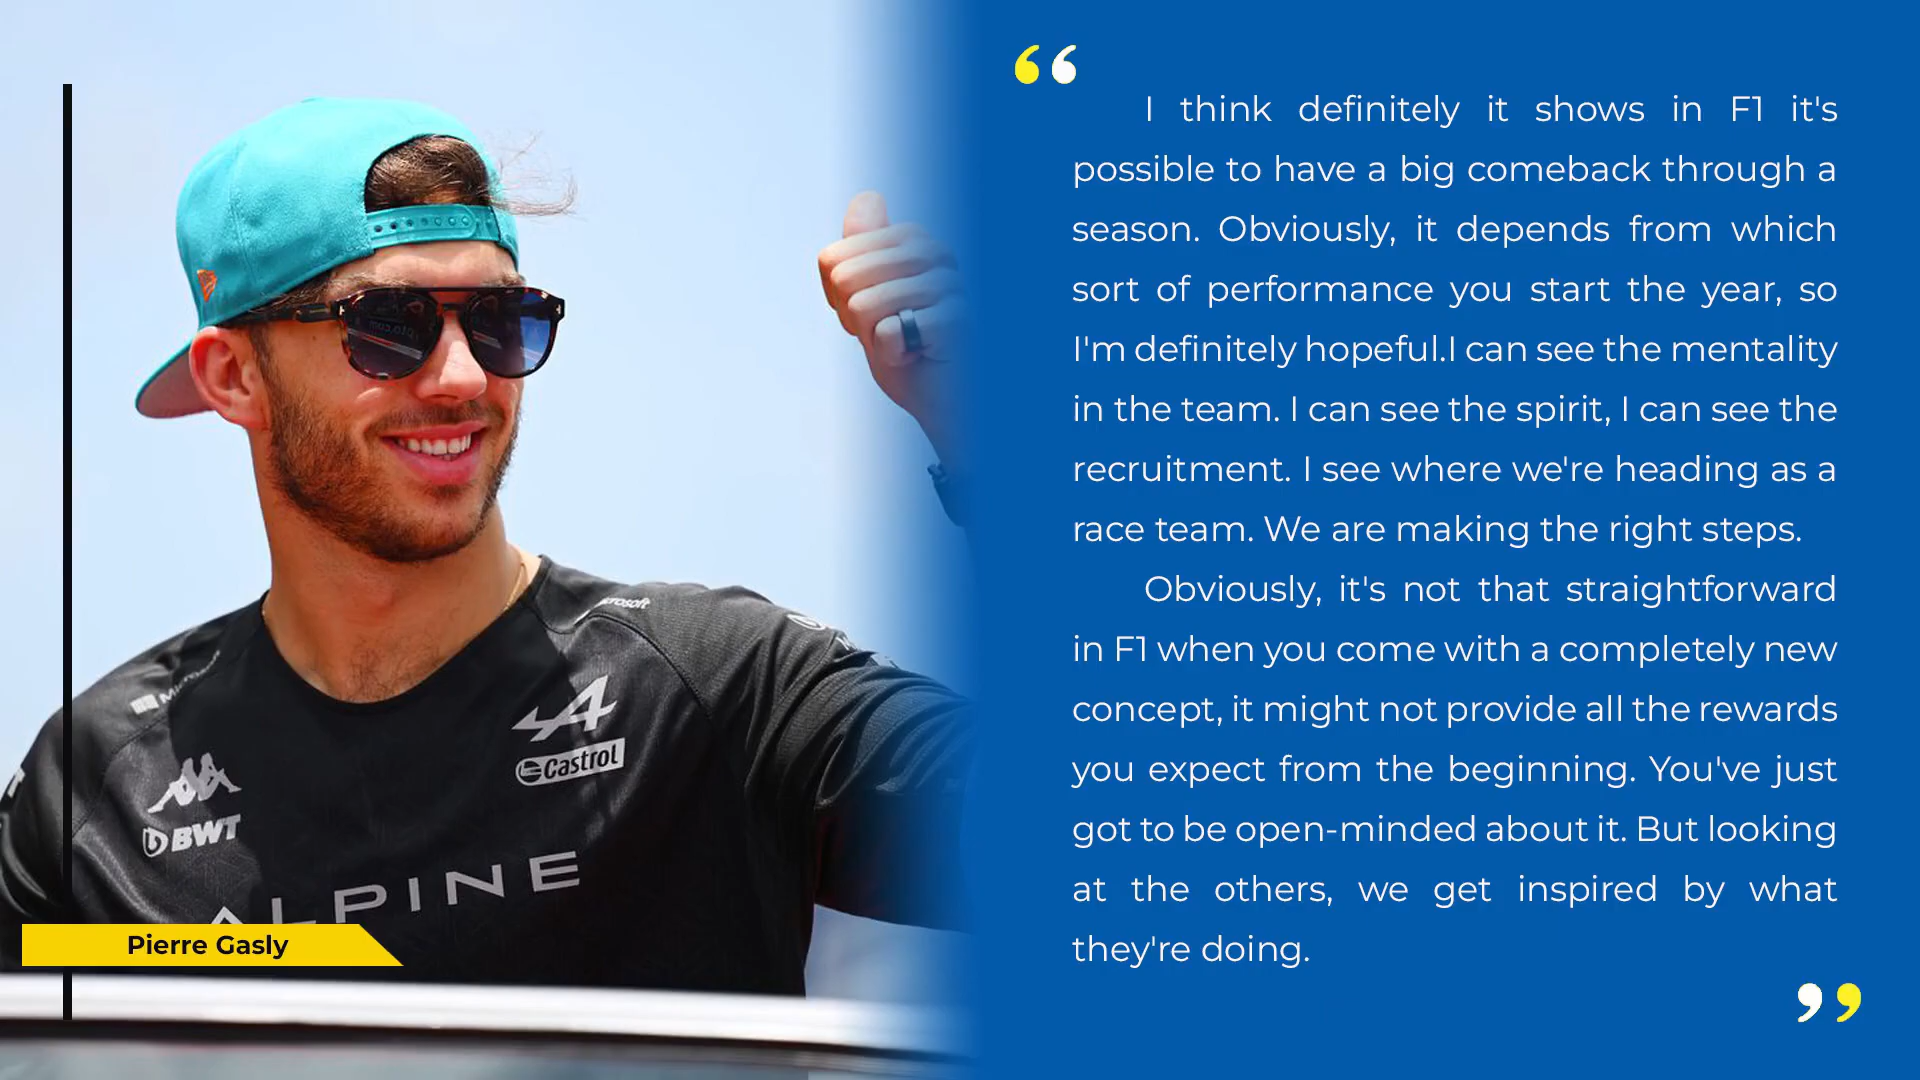 I think definitely it shows in F1 it's
possible to have a big comeback through a
season. Obviously, it depends from which
sort of performance you start the year, so
I'm definitely hopeful.I can see the mentality
in the team. I can see the spirit, I can see the
recruitment. I see where we're heading as a
race team. We are making the right steps.
Obviously, it's not that straightforward
in F1 when you come with a completely new
concept, it might not provide all the rewards
you expect from the beginning. You've just
got to be open-minded about it. But looking
at the others, we get inspired by what
they're doing.
Castrol
BWT
ALPINE
Pierre Gasly